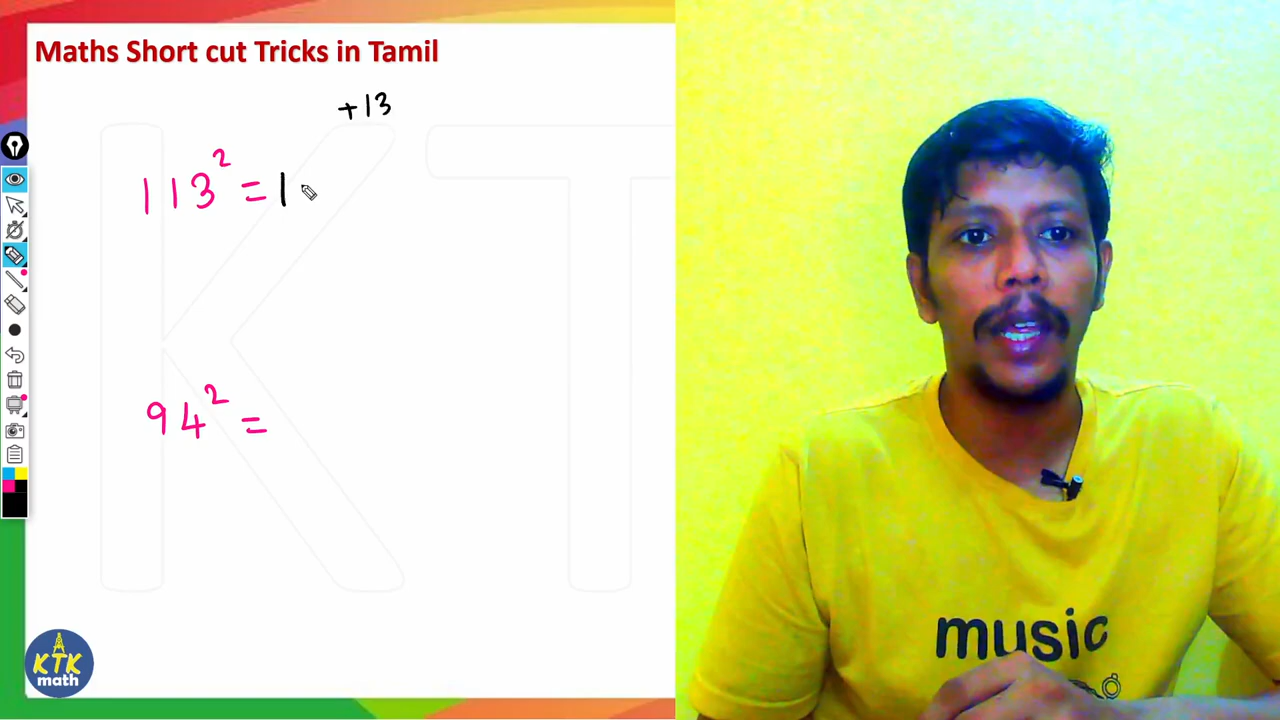 Maths Short cut Tricks in Tamil
+13
113² = 1
94² =
KTK
math
music